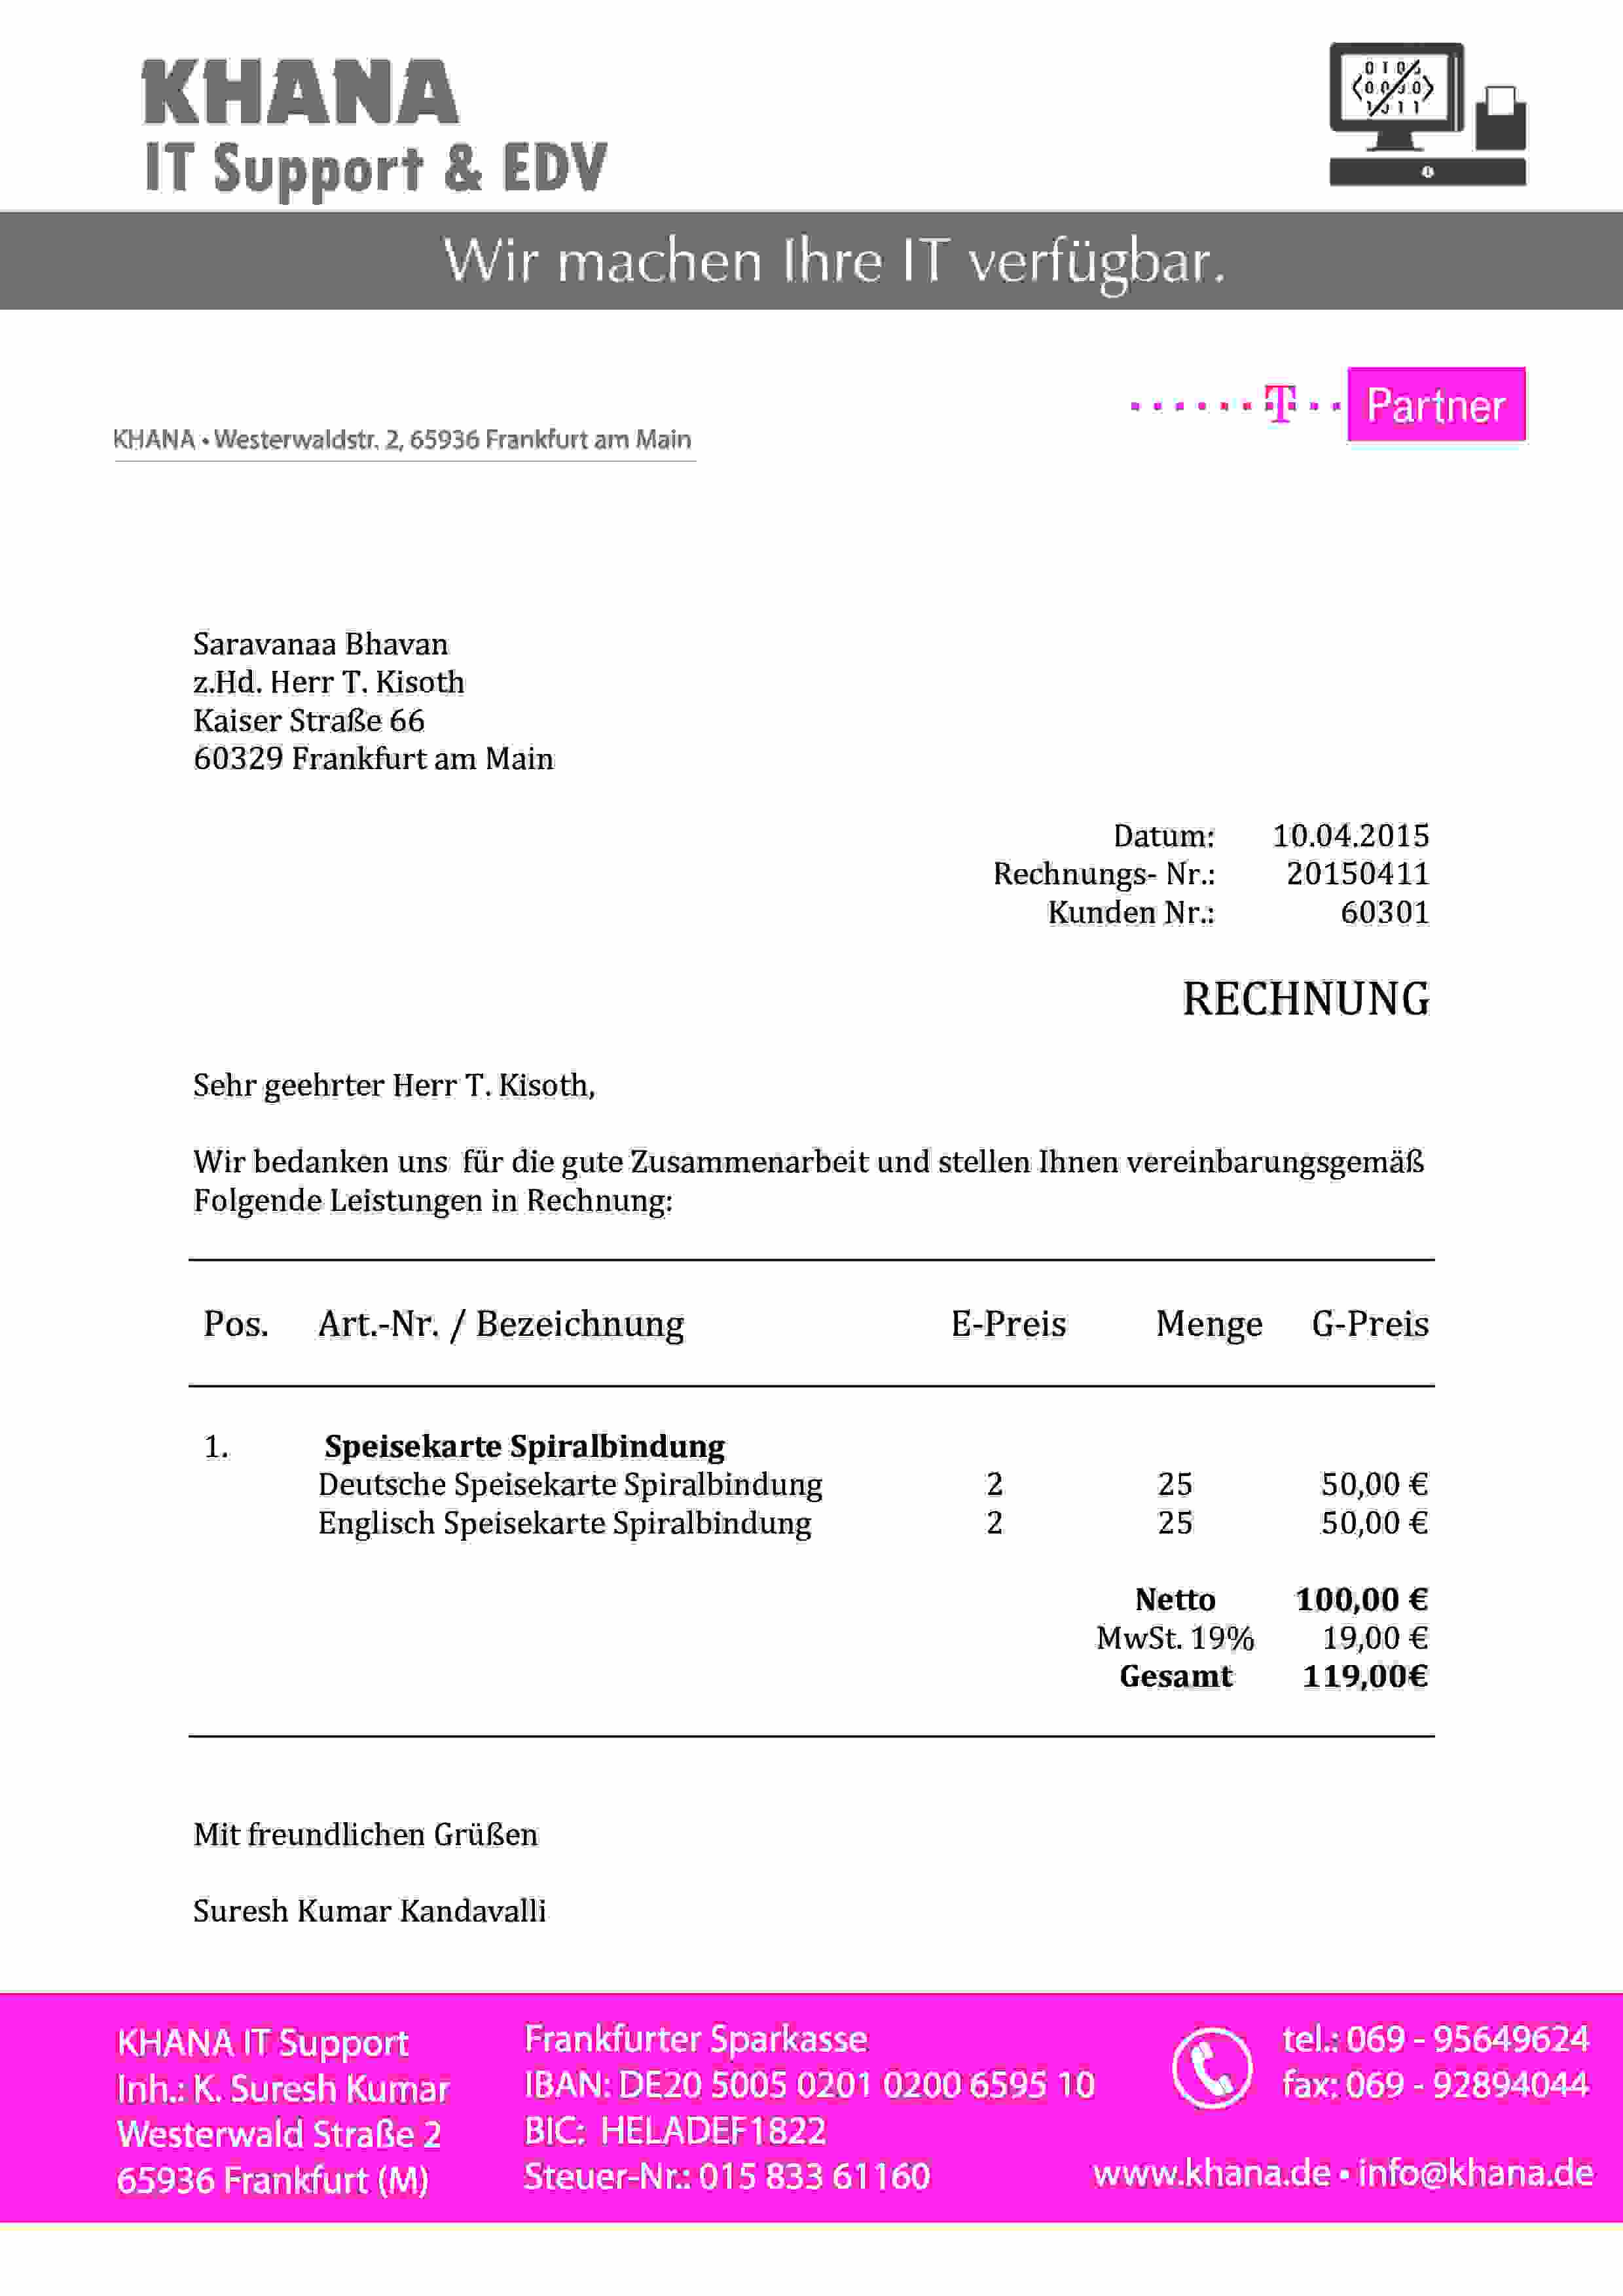 KHANA
IT Support & EDV
Wir machen Ihre IT verfügbar.
T Partner
KHANA • Westerwaldstr. 2, 65936 Frankfurt am Main
Saravanaa Bhavan
z.Hd. Herr T. Kisoth
Kaiser Straße 66
60329 Frankfurt am Main
Datum: 10.04.2015
Rechnungs- Nr.: 20150411
Kunden Nr.: 60301
RECHNUNG
Sehr geehrter Herr T. Kisoth,
Wir bedanken uns für die gute Zusammenarbeit und stellen Ihnen vereinbarungsgemäß
Folgende Leistungen in Rechnung:
Pos. Art.-Nr. / Bezeichnung E-Preis Menge G-Preis
1. Speisekarte Spiralbindung
Deutsche Speisekarte Spiralbindung 2 25 50,00 €
Englisch Speisekarte Spiralbindung 2 25 50,00 €
Netto 100,00 €
MwSt. 19% 19,00 €
Gesamt 119,00€
Mit freundlichen Grüßen
Suresh Kumar Kandavalli
KHANA IT Support
Inh.: K. Suresh Kumar
Westerwald Straße 2
65936 Frankfurt (M)
Frankfurter Sparkasse
IBAN: DE20 5005 0201 0200 6595 10
BIC: HELADEF1822
Steuer-Nr.: 015 833 61160
tel.: 069 - 95649624
fax: 069 - 92894044
www.khana.de • info@khana.de